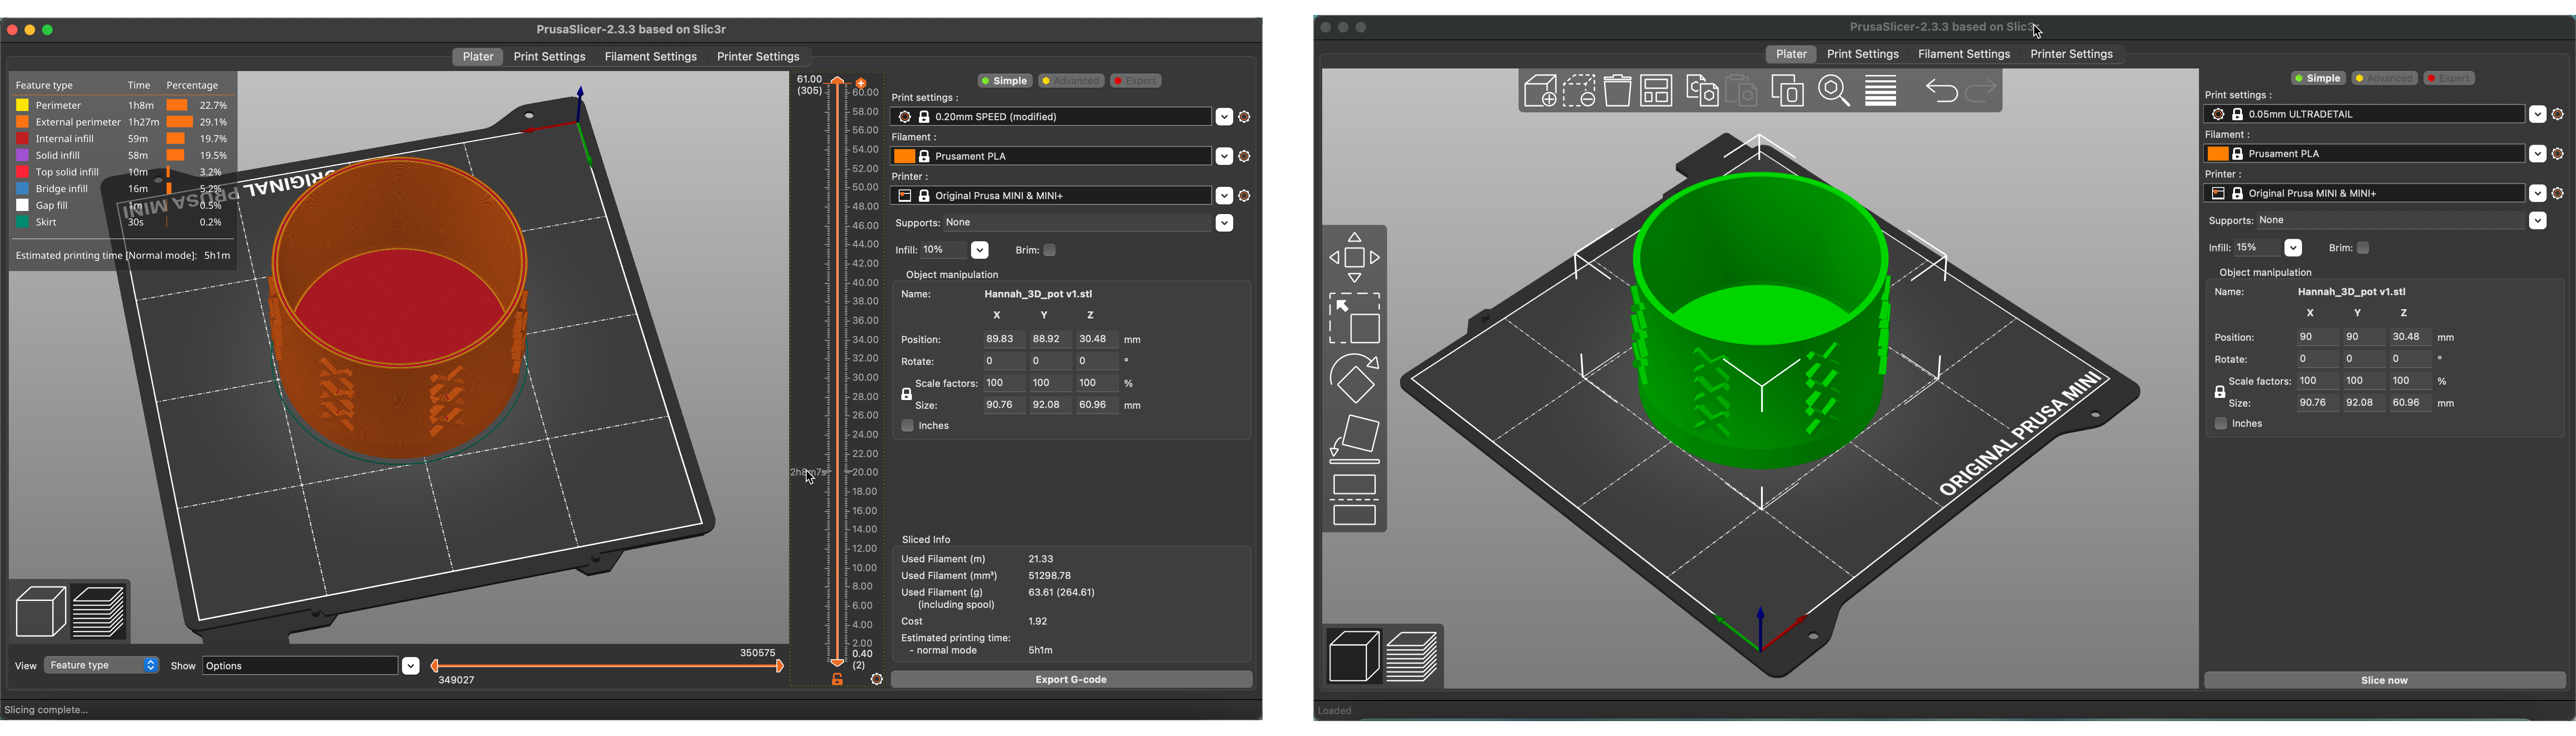 PrusaSlicer-2.3.3 based on Slic3r
Plater Print Settings Filament Settings Printer Settings
Feature type Time Percentage
Perimeter 1h8m 22.7%
External perimeter 1h27m 29.1%
Internal infill 59m 19.7%
Solid infill 58m 19.5%
Top solid infill 10m 3.2%
Bridge infill 16m 5.2%
Gap fill 1m 0.5%
Skirt 30s 0.2%
Estimated printing time [Normal mode]: 5h1m
ORIGINAL PRUSA MINI
61.00
(305)
60.00
58.00
56.00
54.00
52.00
50.00
48.00
46.00
44.00
42.00
40.00
38.00
36.00
34.00
32.00
30.00
28.00
26.00
24.00
22.00
20.00
18.00
16.00
14.00
12.00
10.00
8.00
6.00
4.00
2.00
0.40
(2)
Simple Advanced Expert
Print settings :
0.20mm SPEED (modified)
Filament :
Prusament PLA
Printer :
Original Prusa MINI & MINI+
Supports: None
Infill: 10% Brim:
Object manipulation
Name: Hannah_3D_pot v1.stl
X Y Z
Position: 89.83 88.92 30.48 mm
Rotate: 0 0 0 °
Scale factors: 100 100 100 %
Size: 90.76 92.08 60.96 mm
Inches
Sliced Info
Used Filament (m) 21.33
Used Filament (mm³) 51298.78
Used Filament (g) 63.61 (264.61)
(including spool)
Cost 1.92
Estimated printing time:
- normal mode 5h1m
Export G-code
View Feature type Show Options
350575
349027
Slicing complete...
PrusaSlicer-2.3.3 based on Slic3r
Plater Print Settings Filament Settings Printer Settings
ORIGINAL PRUSA MINI
Simple Advanced Expert
Print settings :
0.05mm ULTRADETAIL
Filament :
Prusament PLA
Printer :
Original Prusa MINI & MINI+
Supports: None
Infill: 15% Brim:
Object manipulation
Name: Hannah_3D_pot v1.stl
X Y Z
Position: 90 90 30.48 mm
Rotate: 0 0 0 °
Scale factors: 100 100 100 %
Size: 90.76 92.08 60.96 mm
Inches
Slice now
Loaded